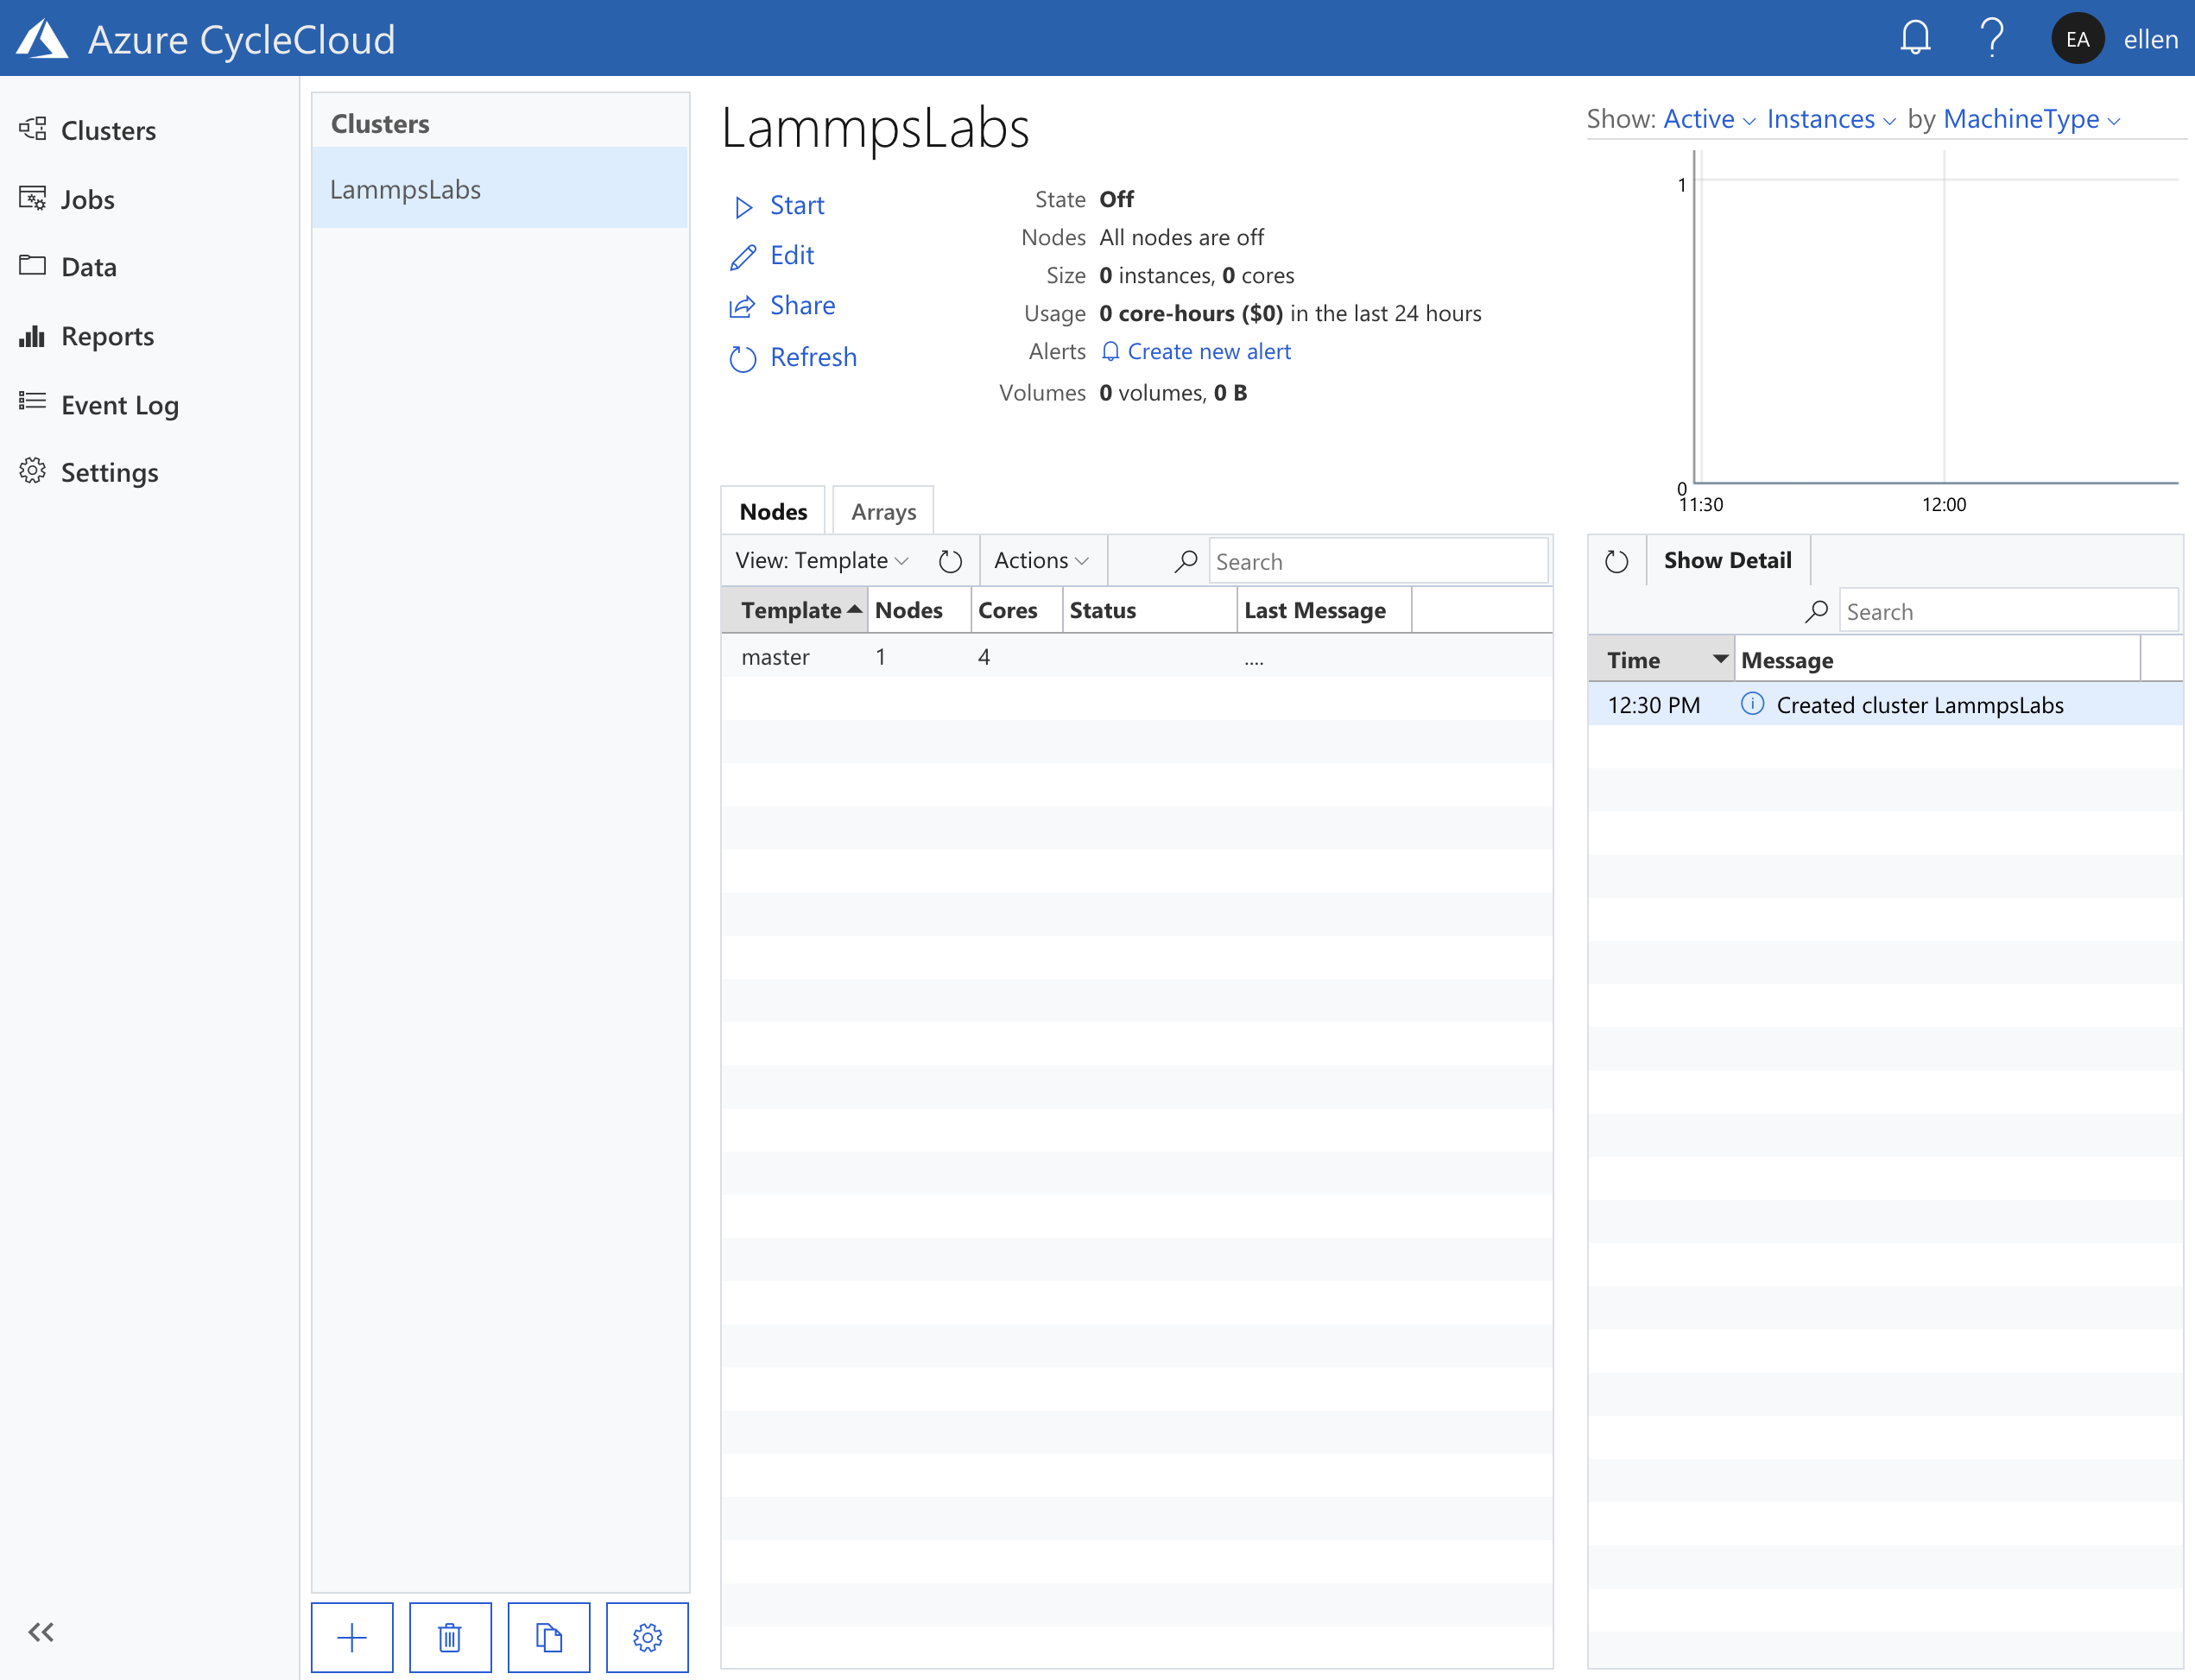 Azure CycleCloud
EA ellen
Clusters
Jobs
Data
Reports
Event Log
Settings
Clusters
LammpsLabs
LammpsLabs
Start
Edit
Share
Refresh
State Off
Nodes All nodes are off
Size 0 instances, 0 cores
Usage 0 core-hours ($0) in the last 24 hours
Alerts Create new alert
Volumes 0 volumes, 0 B
Show: Active Instances by MachineType
1
0
11:30 12:00
Nodes Arrays
View: Template Actions Search
Template Nodes Cores Status Last Message
master 1 4 ....
Show Detail
Search
Time Message
12:30 PM Created cluster LammpsLabs